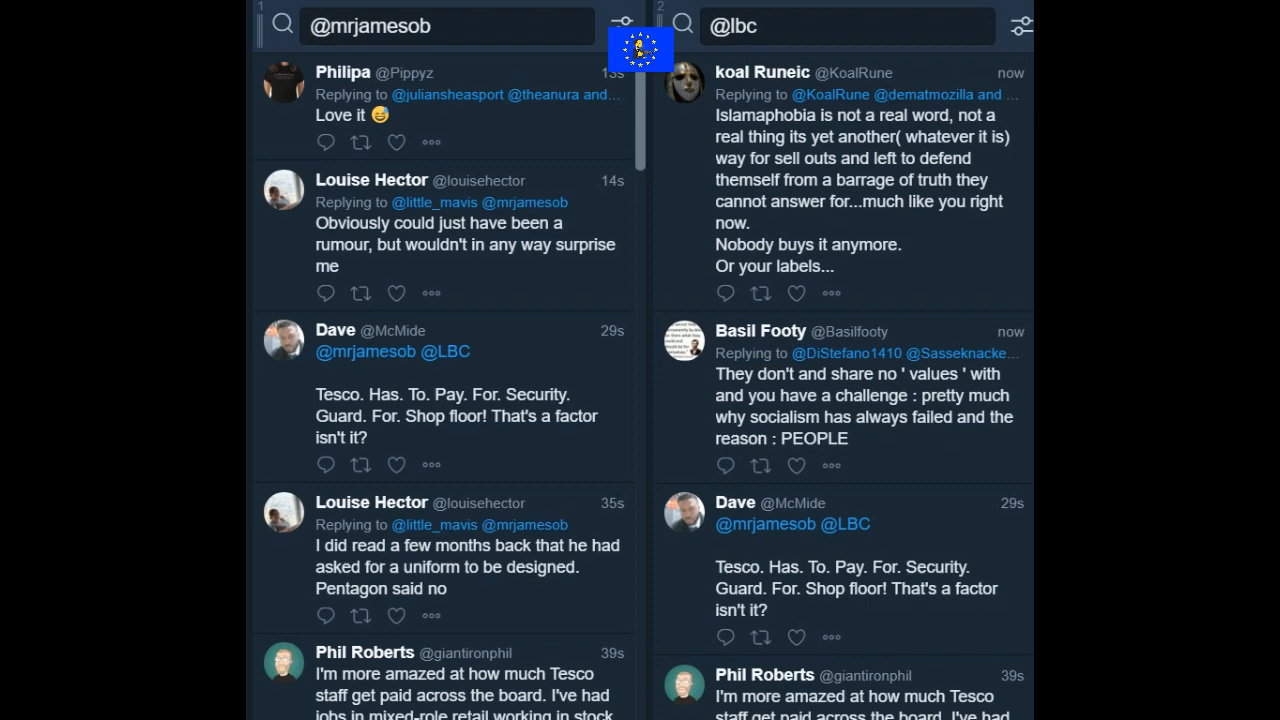 1
@mrjamesob
Philipa @Pippyz 13s
Replying to @juliansheasport @theanura and...
Love it 😅
Louise Hector @louisehector 14s
Replying to @little_mavis @mrjamesob
Obviously could just have been a
rumour, but wouldn't in any way surprise
me
Dave @McMide 29s
@mrjamesob @LBC
Tesco. Has. To. Pay. For. Security.
Guard. For. Shop floor! That's a factor
isn't it?
Louise Hector @louisehector 35s
Replying to @little_mavis @mrjamesob
I did read a few months back that he had
asked for a uniform to be designed.
Pentagon said no
Phil Roberts @giantironphil 39s
I'm more amazed at how much Tesco
staff get paid across the board. I've had
jobs in mixed-role retail working in stock
2
@lbc
koal Runeic @KoalRune now
Replying to @KoalRune @dematmozilla and ...
Islamaphobia is not a real word, not a
real thing its yet another( whatever it is)
way for sell outs and left to defend
themself from a barrage of truth they
cannot answer for...much like you right
now.
Nobody buys it anymore.
Or your labels...
Basil Footy @Basilfooty now
Replying to @DiStefano1410 @Sasseknacke...
They don't and share no ' values ' with
and you have a challenge : pretty much
why socialism has always failed and the
reason : PEOPLE
Dave @McMide 29s
@mrjamesob @LBC
Tesco. Has. To. Pay. For. Security.
Guard. For. Shop floor! That's a factor
isn't it?
Phil Roberts @giantironphil 39s
I'm more amazed at how much Tesco
staff get paid across the board. I've had